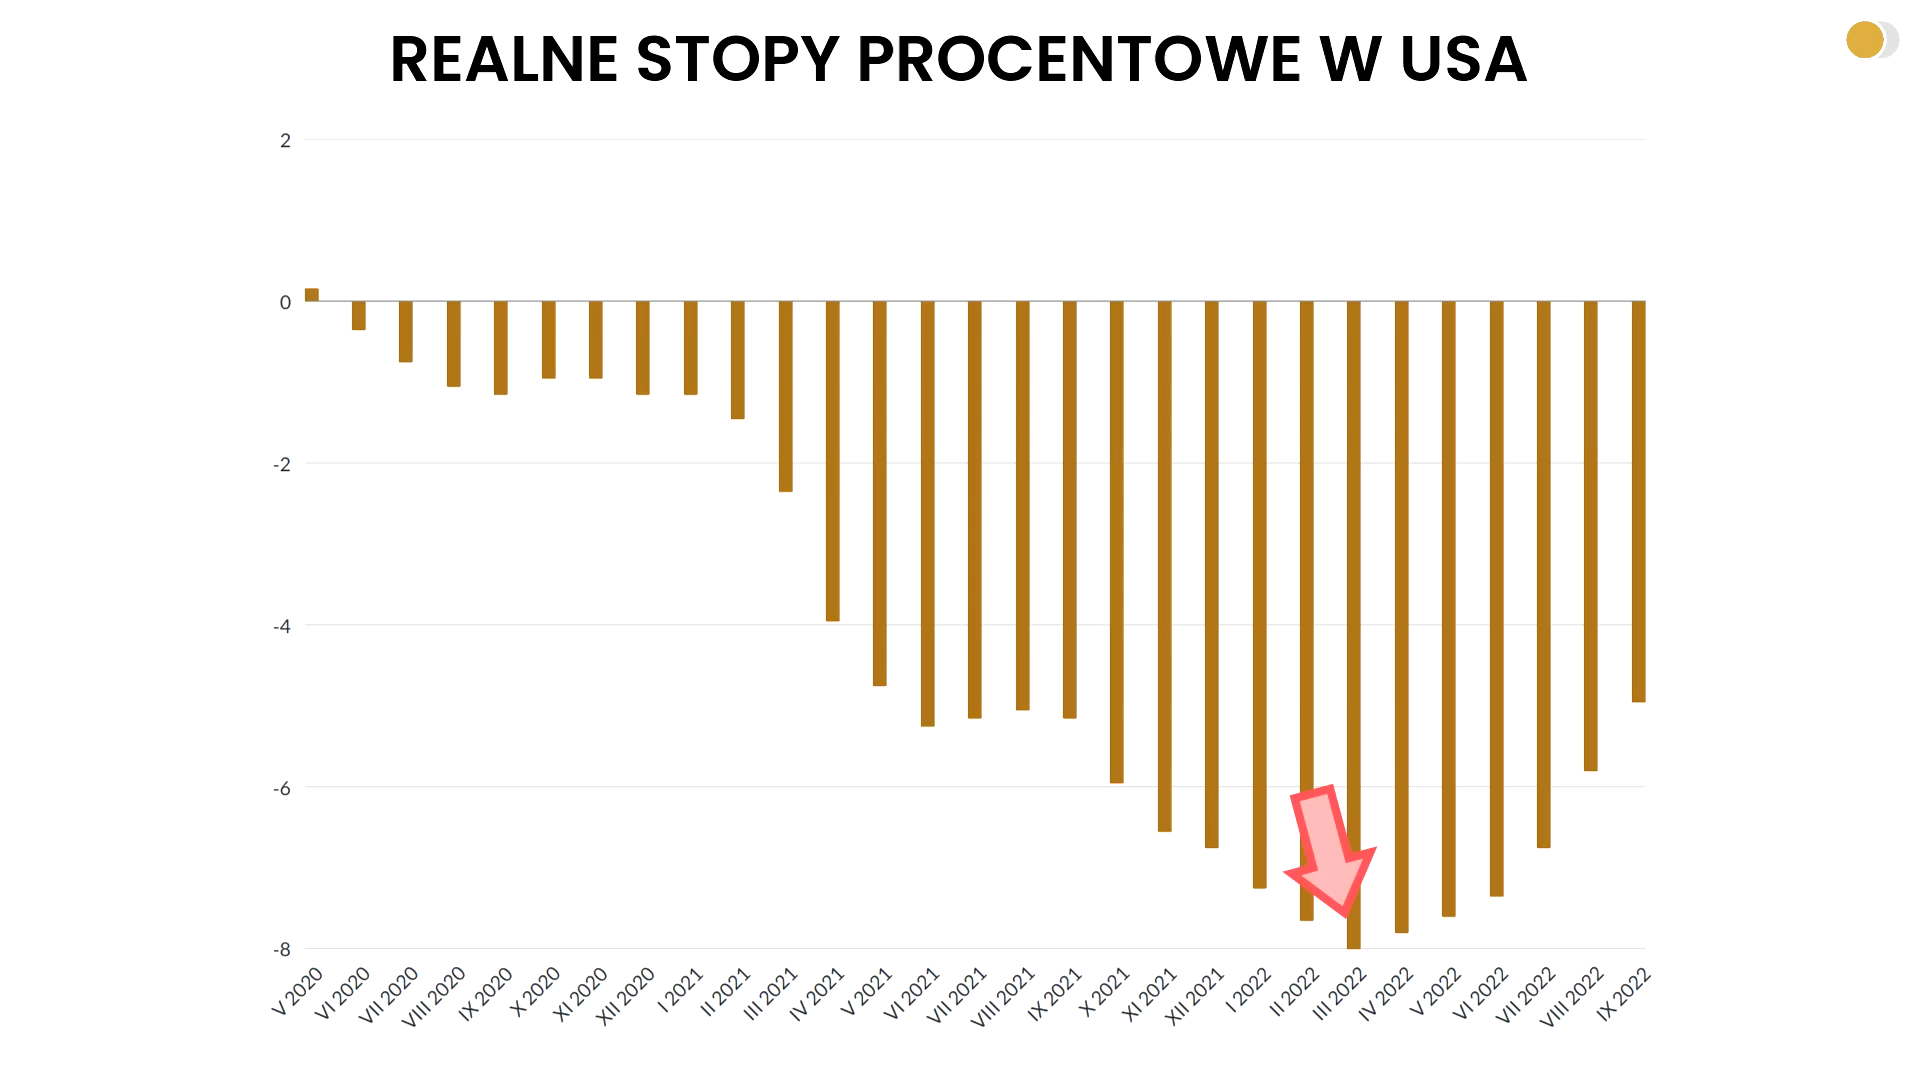 REALNE STOPY PROCENTOWE W USA
2
0
-2
-4
-6
-8
V 2020
VI 2020
VII 2020
VIII 2020
IX 2020
X 2020
XI 2020
XII 2020
I 2021
II 2021
III 2021
IV 2021
V 2021
VI 2021
VII 2021
VIII 2021
IX 2021
X 2021
XI 2021
XII 2021
I 2022
II 2022
III 2022
IV 2022
V 2022
VI 2022
VII 2022
VIII 2022
IX 2022